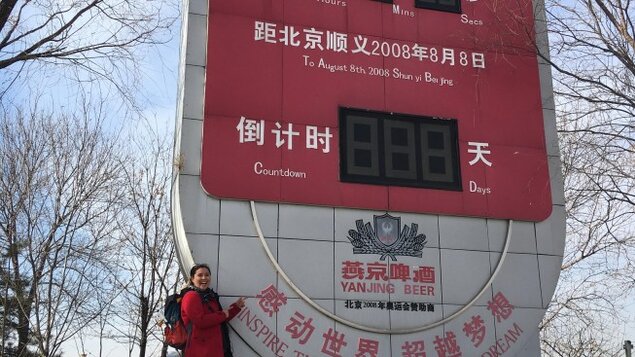 Hours Mins Secs
距北京顺义2008年8月8日
To August 8th, 2008 Shun yi Beijing
倒计时 天
Countdown Days
燕京啤酒
YANJING BEER
北京2008年奥运会赞助商
感动世界 超越梦想
INSPIRE DREAM